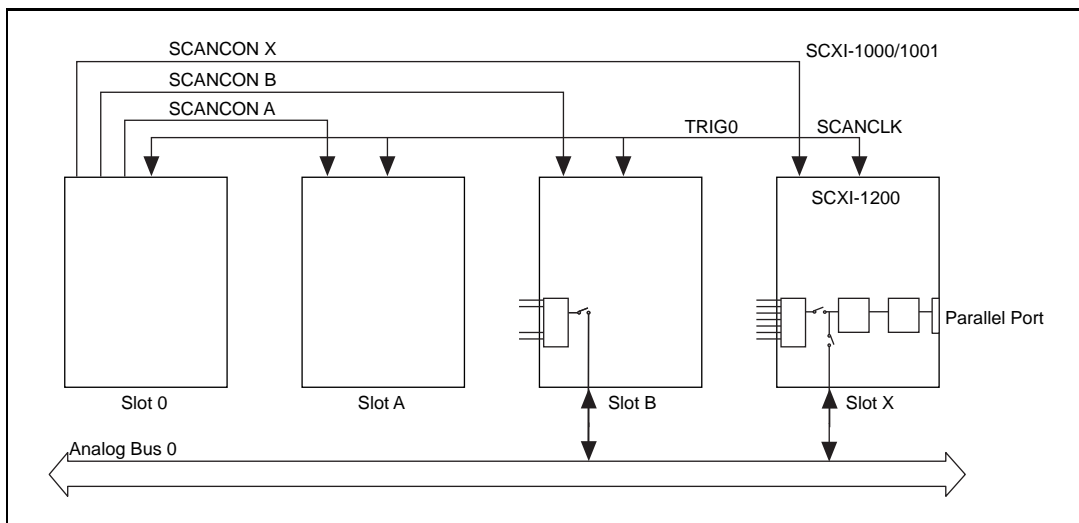 SCANCON X
SCXI-1000/1001
SCANCON B
SCANCON A
TRIG0
SCANCLK
SCXI-1200
Parallel Port
Slot 0
Slot A
Slot B
Slot X
Analog Bus 0